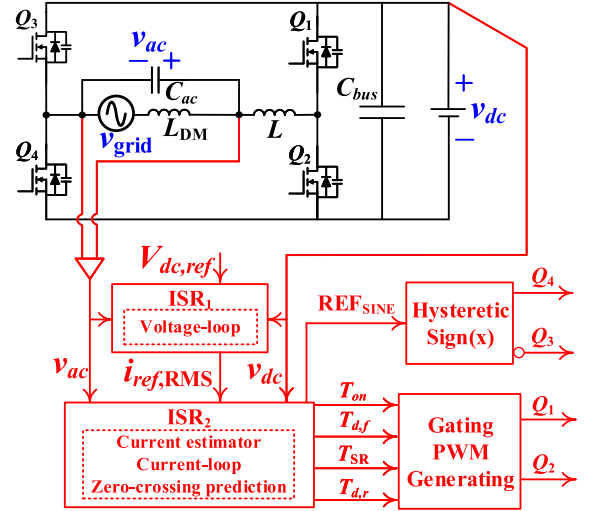 Q3
Q1
vac
− +
Cac
Cbus
+
vdc
−
vgrid
LDM
L
Q4
Q2
Vdc,ref
ISR1
Voltage-loop
REFSINE
Hysteretic
Sign(x)
Q4
Q3
vac
iref,RMS
vdc
ISR2
Current estimator
Current-loop
Zero-crossing prediction
Ton
Td,f
TSR
Td,r
Gating
PWM
Generating
Q1
Q2